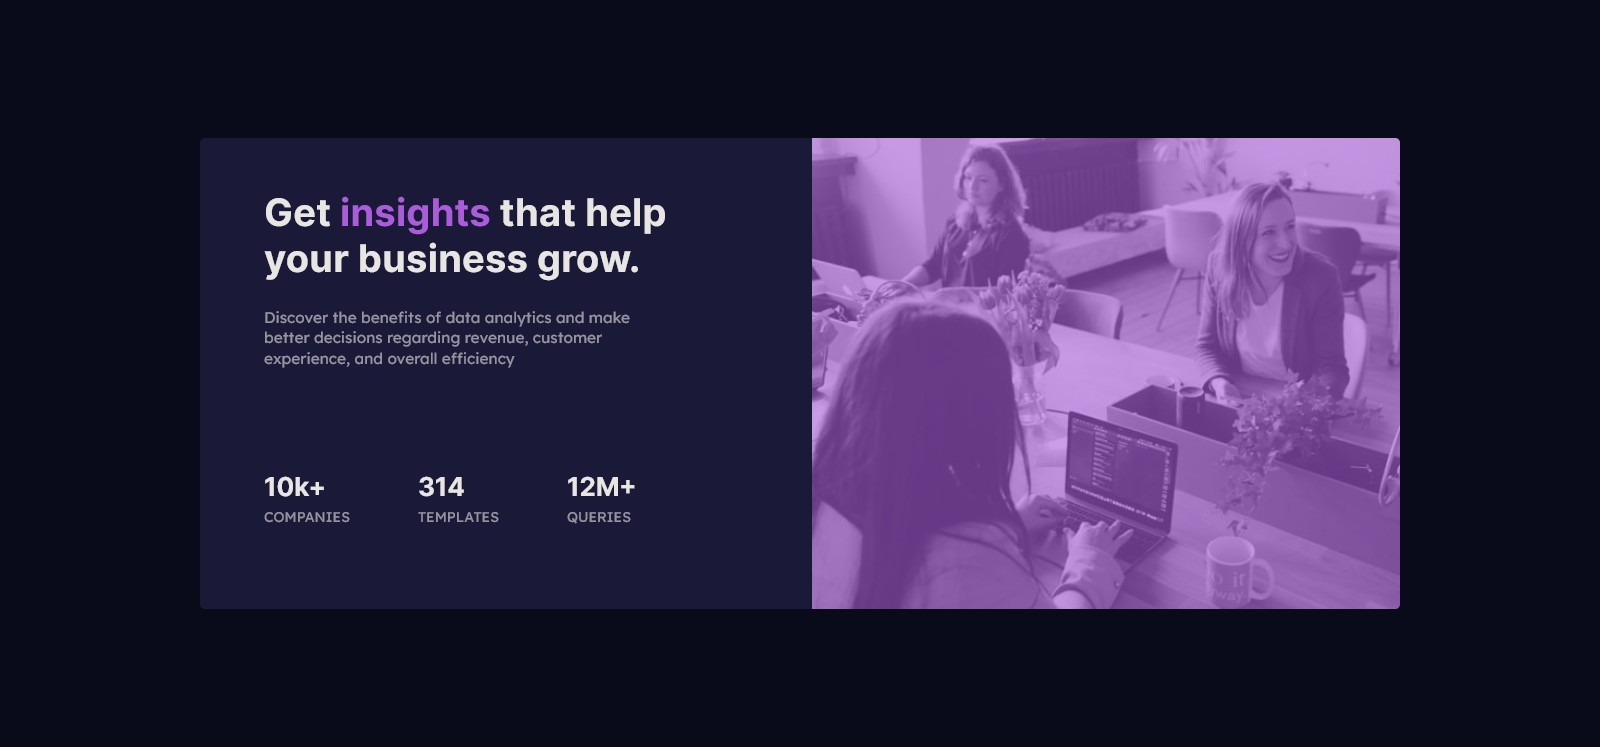 Get insights that help
your business grow.
Discover the benefits of data analytics and make
better decisions regarding revenue, customer
experience, and overall efficiency
10k+ 314 12M+
COMPANIES TEMPLATES QUERIES